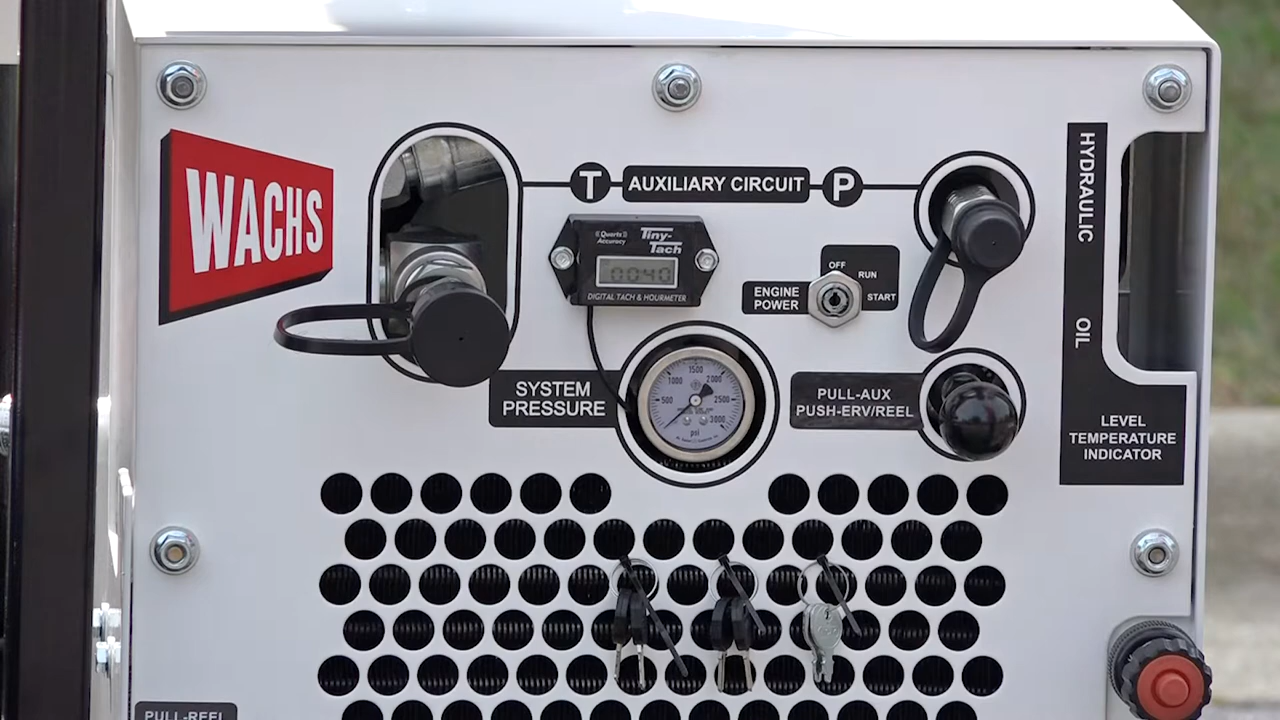 WACHS
T
AUXILIARY CIRCUIT
P
Quartz
Accuracy
Tiny-
Tach
0040
DIGITAL TACH & HOURMETER
ENGINE
POWER
OFF
RUN
START
HYDRAULIC
OIL
LEVEL
TEMPERATURE
INDICATOR
SYSTEM
PRESSURE
500
1000
1500
2000
2500
3000
psi
PULL-AUX
PUSH-ERV/REEL
PULL-REEL